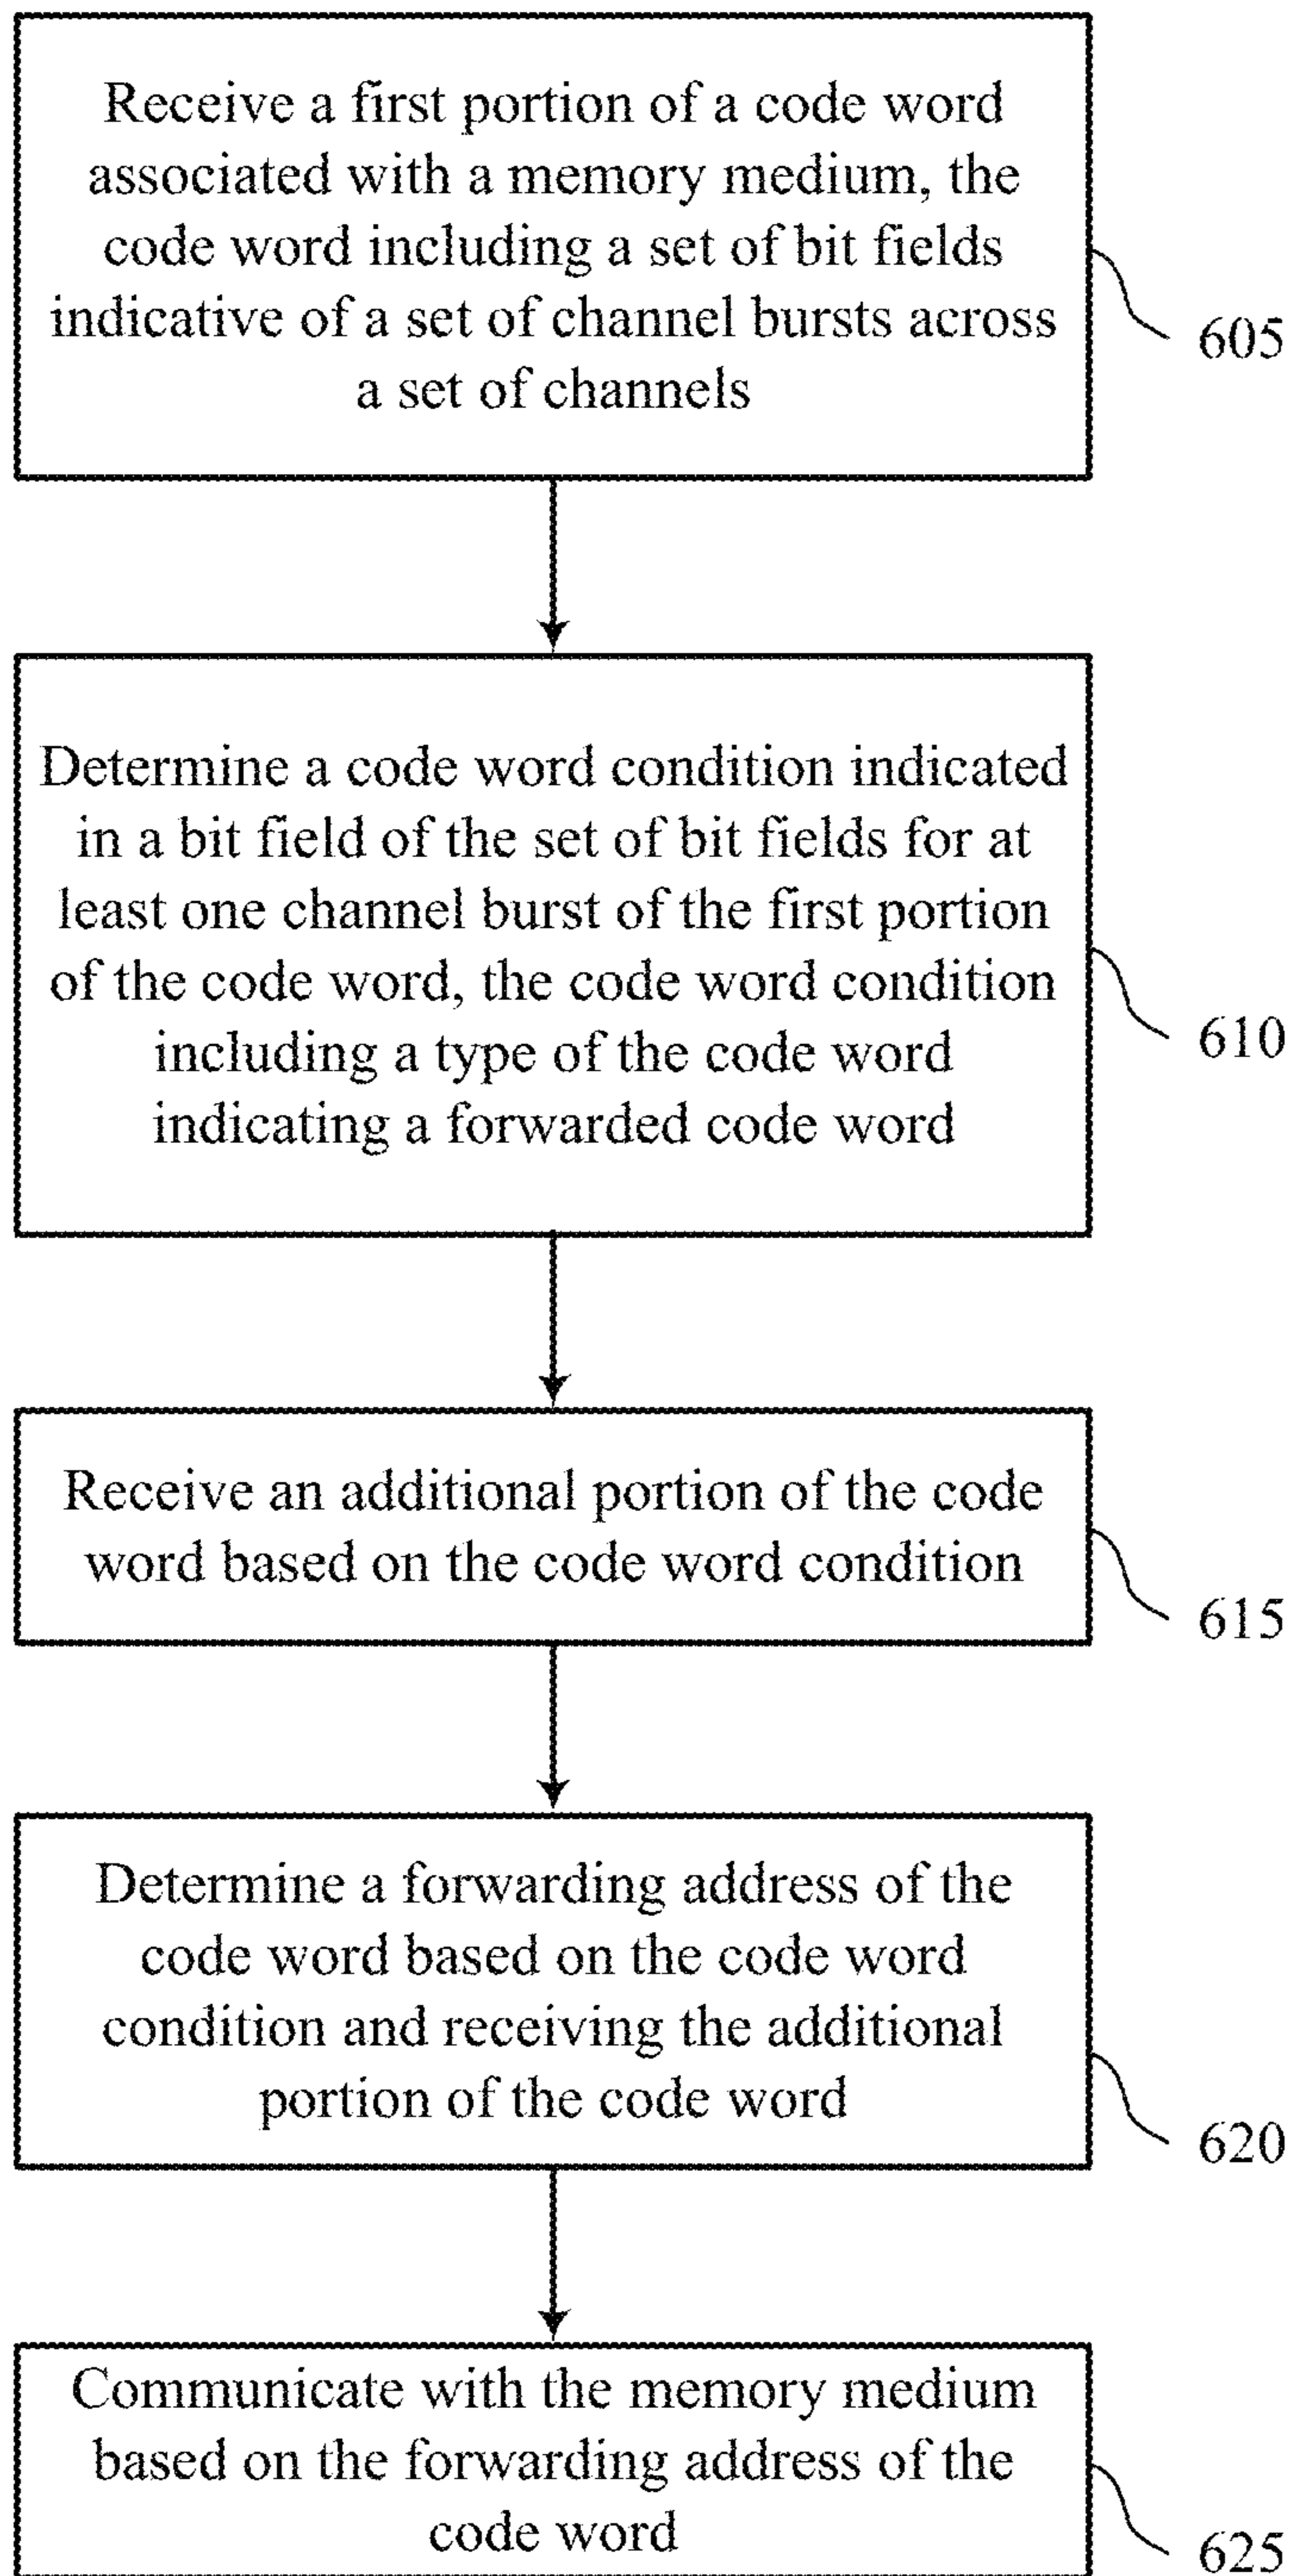 Receive a first portion of a code word
associated with a memory medium, the
code word including a set of bit fields
indicative of a set of channel bursts across
a set of channels
605
Determine a code word condition indicated
in a bit field of the set of bit fields for at
least one channel burst of the first portion
of the code word, the code word condition
including a type of the code word
indicating a forwarded code word
610
Receive an additional portion of the code
word based on the code word condition
615
Determine a forwarding address of the
code word based on the code word
condition and receiving the additional
portion of the code word
620
Communicate with the memory medium
based on the forwarding address of the
code word
625